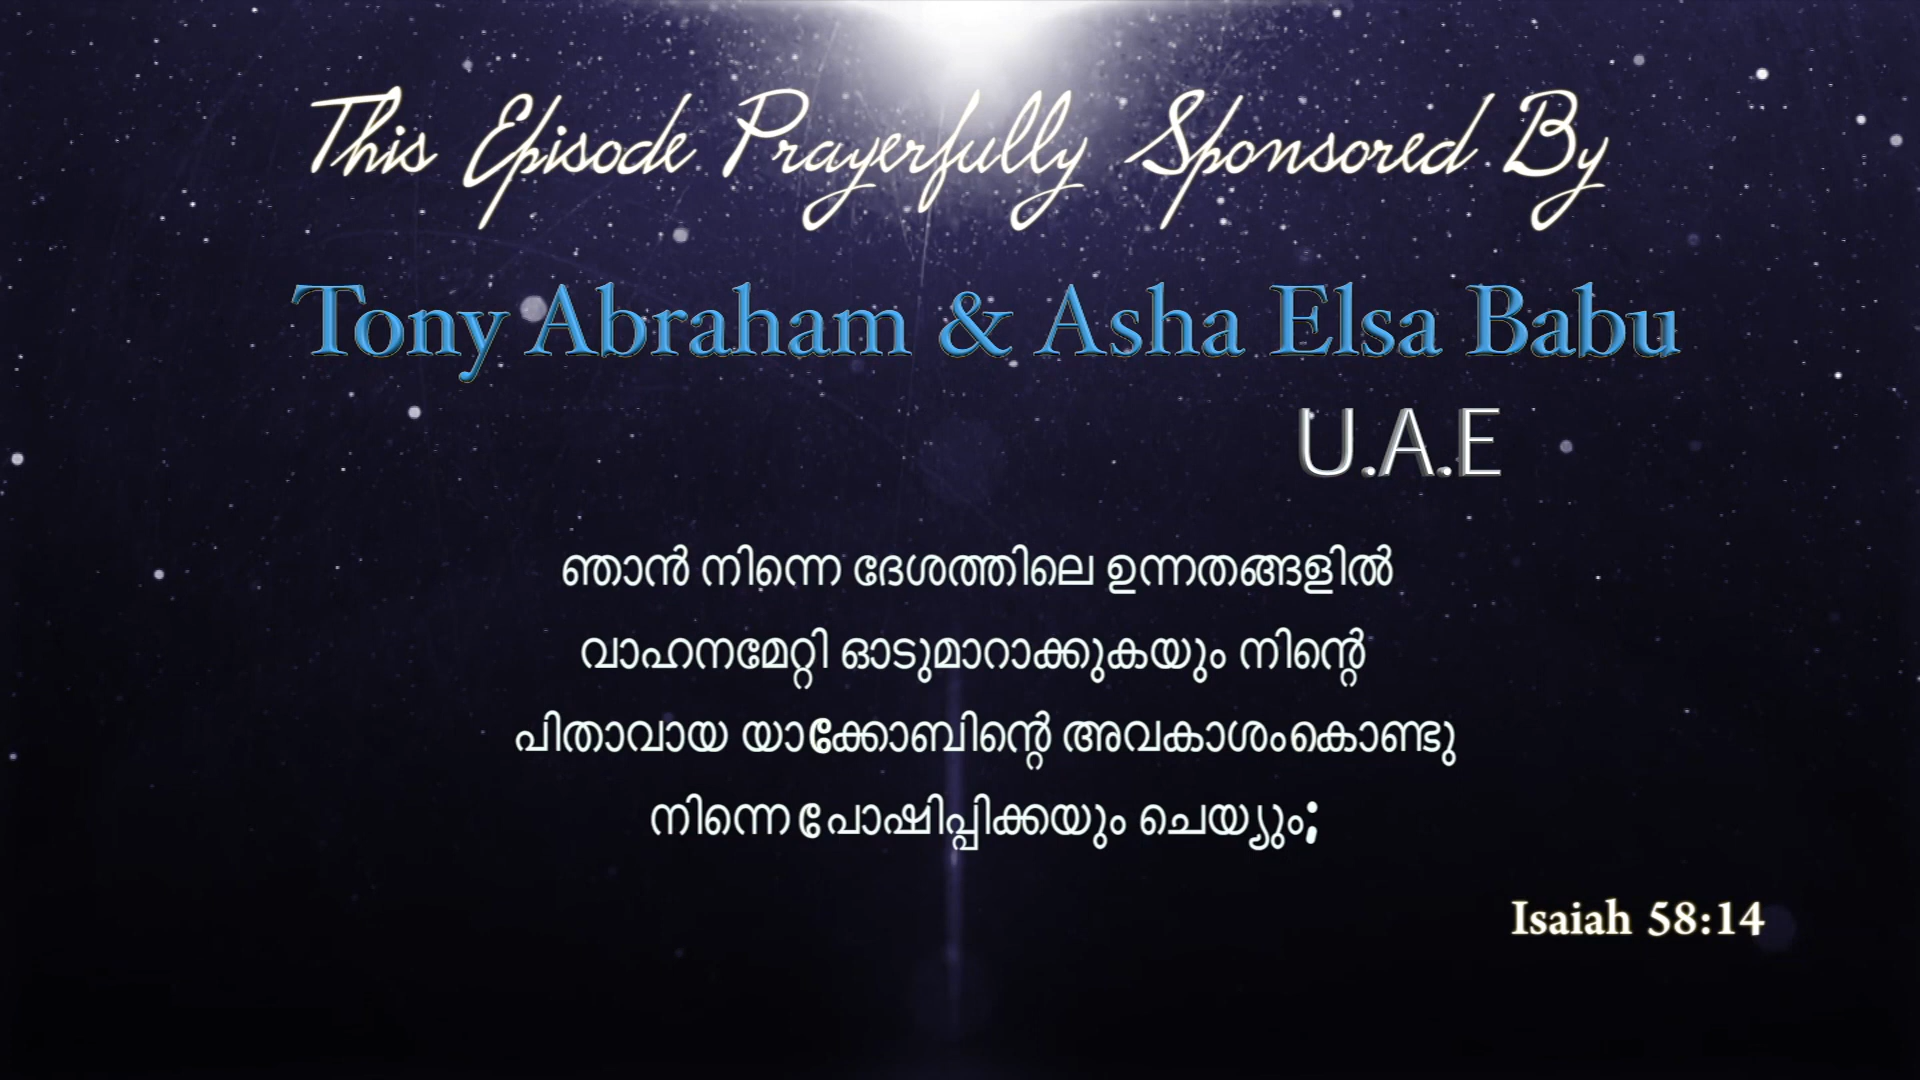 This Episode Prayerfully Sponsored By
Tony Abraham & Asha Elsa Babu
U.A.E
ഞാൻ നിന്നെ ദേശത്തിലെ ഉന്നതങ്ങളിൽ
വാഹനമേറ്റി ഓടുമാറാക്കുകയും നിന്റെ
പിതാവായ യാക്കോബിന്റെ അവകാശംകൊണ്ടു
നിന്നെ പോഷിപ്പിക്കയും ചെയ്യും;
Isaiah 58:14